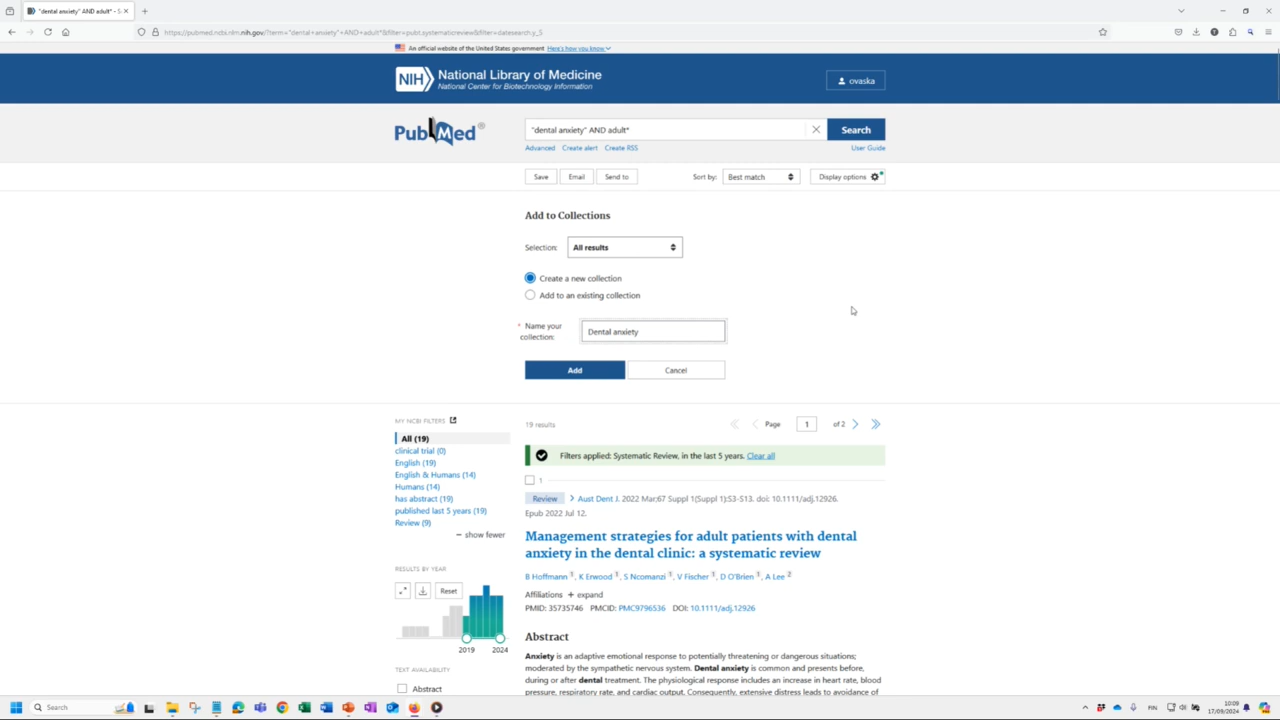 "dental anxiety" AND adult* - S
https://pubmed.ncbi.nlm.nih.gov/?term="dental+anxiety"+AND+adult*&filter=pubt.systematicreview&filter=datesearch.y_5
An official website of the United States government Here's how you know
NIH National Library of Medicine
National Center for Biotechnology Information
ovaska
PubMed®
"dental anxiety" AND adult*
Search
Advanced Create alert Create RSS User Guide
Save Email Send to Sort by: Best match Display options
Add to Collections
Selection: All results
Create a new collection
Add to an existing collection
* Name your collection: Dental anxiety
Add Cancel
MY NCBI FILTERS
All (19)
clinical trial (0)
English (19)
English & Humans (14)
Humans (14)
has abstract (19)
published last 5 years (19)
Review (9)
− show fewer
RESULTS BY YEAR
Reset
2019 2024
TEXT AVAILABILITY
Abstract
19 results Page 1 of 2
Filters applied: Systematic Review, in the last 5 years. Clear all
1
Review Aust Dent J. 2022 Mar;67 Suppl 1(Suppl 1):S3-S13. doi: 10.1111/adj.12926.
Epub 2022 Jul 12.
Management strategies for adult patients with dental
anxiety in the dental clinic: a systematic review
B Hoffmann 1, K Erwood 1, S Ncomanzi 1, V Fischer 1, D O'Brien 1, A Lee 2
Affiliations + expand
PMID: 35735746 PMCID: PMC9796536 DOI: 10.1111/adj.12926
Abstract
Anxiety is an adaptive emotional response to potentially threatening or dangerous situations;
moderated by the sympathetic nervous system. Dental anxiety is common and presents before,
during or after dental treatment. The physiological response includes an increase in heart rate, blood
pressure, respiratory rate, and cardiac output. Consequently, extensive distress leads to avoidance of
Search
FIN
10:09
17/09/2024